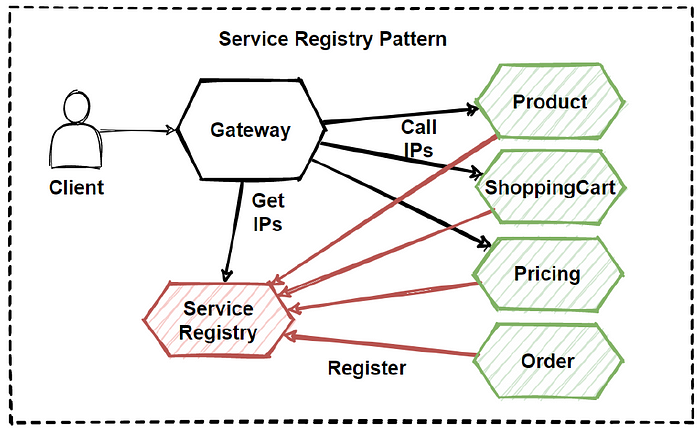 Service Registry Pattern
Product
Gateway
Call
IPs
Client
ShoppingCart
Get
IPs
Pricing
Service
Registry
Register
Order